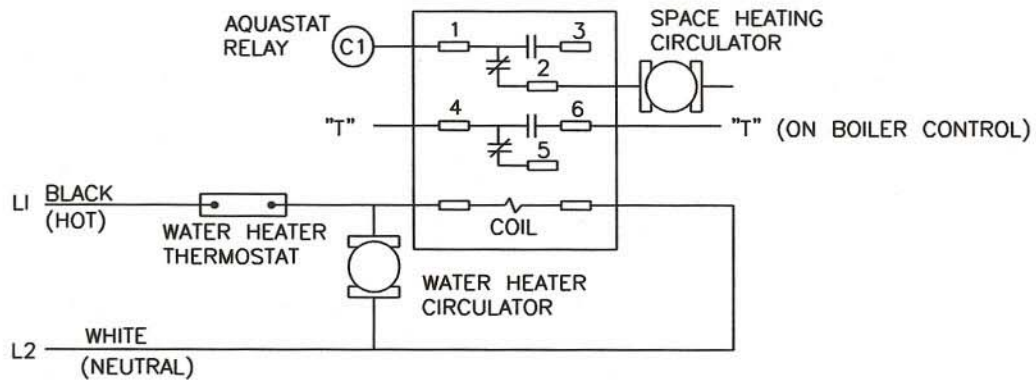 AQUASTAT
RELAY
C1
1
3
2
SPACE HEATING
CIRCULATOR
"T"
4
6
5
"T" (ON BOILER CONTROL)
L1
BLACK
(HOT)
WATER HEATER
THERMOSTAT
COIL
WATER HEATER
CIRCULATOR
L2
WHITE
(NEUTRAL)